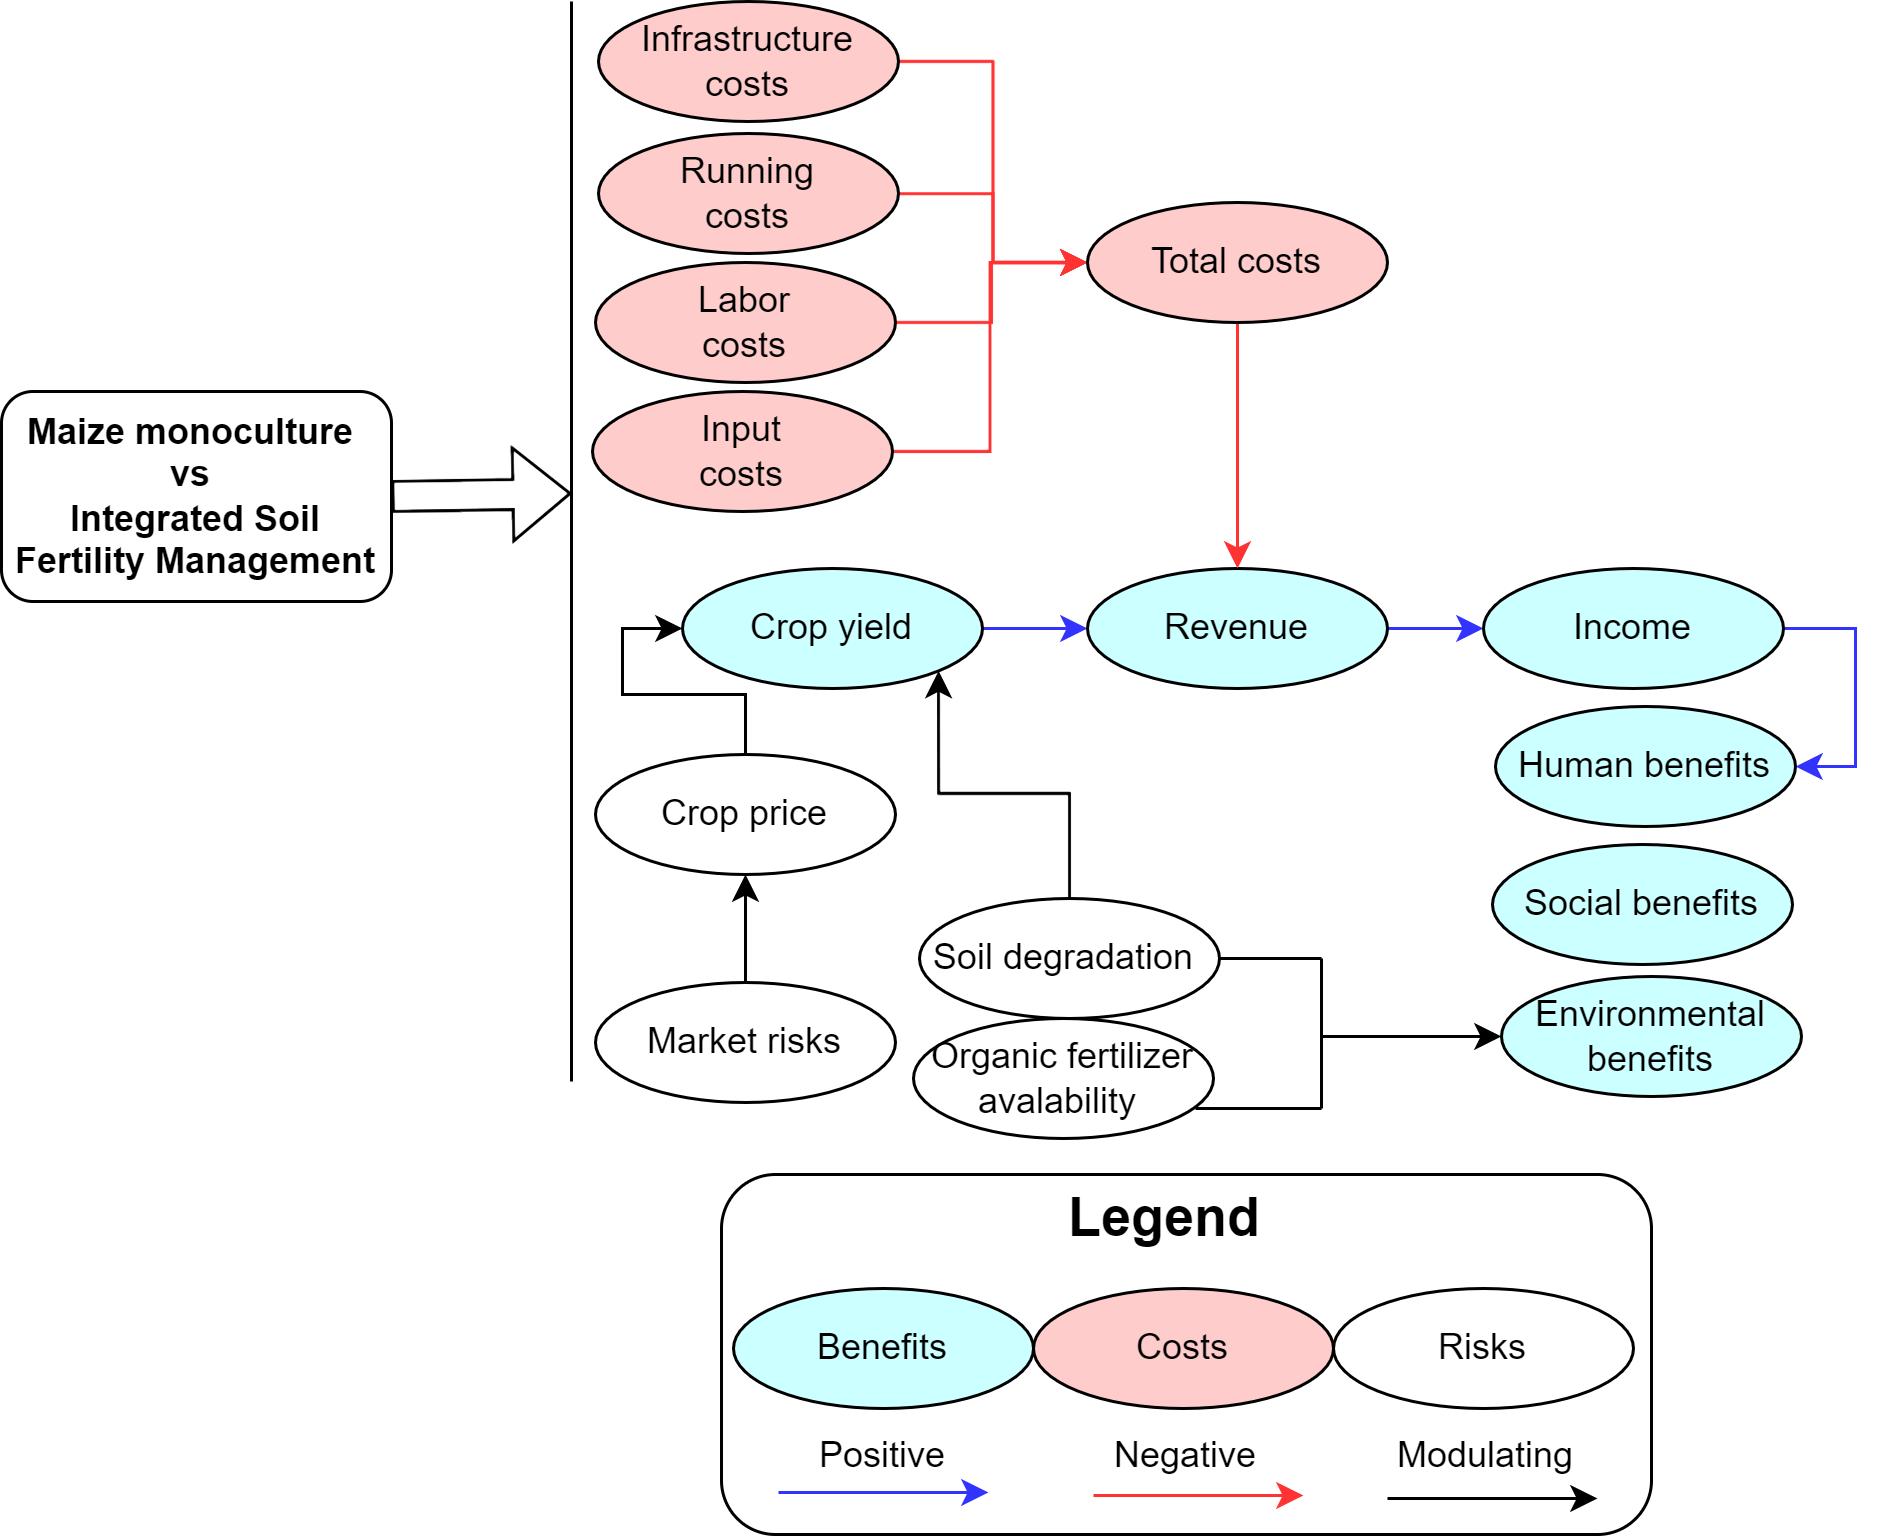 Infrastructure
costs
Running
costs
Labor
costs
Input
costs
Total costs
Maize monoculture
vs
Integrated Soil
Fertility Management
Crop yield
Revenue
Income
Human benefits
Crop price
Social benefits
Soil degradation
Market risks
Organic fertilizer
avalability
Environmental
benefits
Legend
Benefits
Costs
Risks
Positive
Negative
Modulating